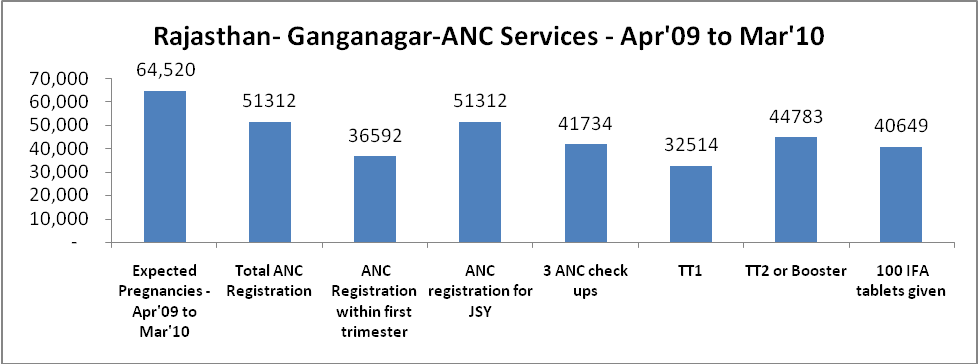 Rajasthan- Ganganagar-ANC Services - Apr'09 to Mar'10
70,000
60,000
50,000
40,000
30,000
20,000
10,000
-
64,520
51312
36592
51312
41734
32514
44783
40649
Expected
Pregnancies -
Apr'09 to
Mar'10
Total ANC
Registration
ANC
Registration
within first
trimester
ANC
registration for
JSY
3 ANC check
ups
TT1
TT2 or Booster
100 IFA
tablets given